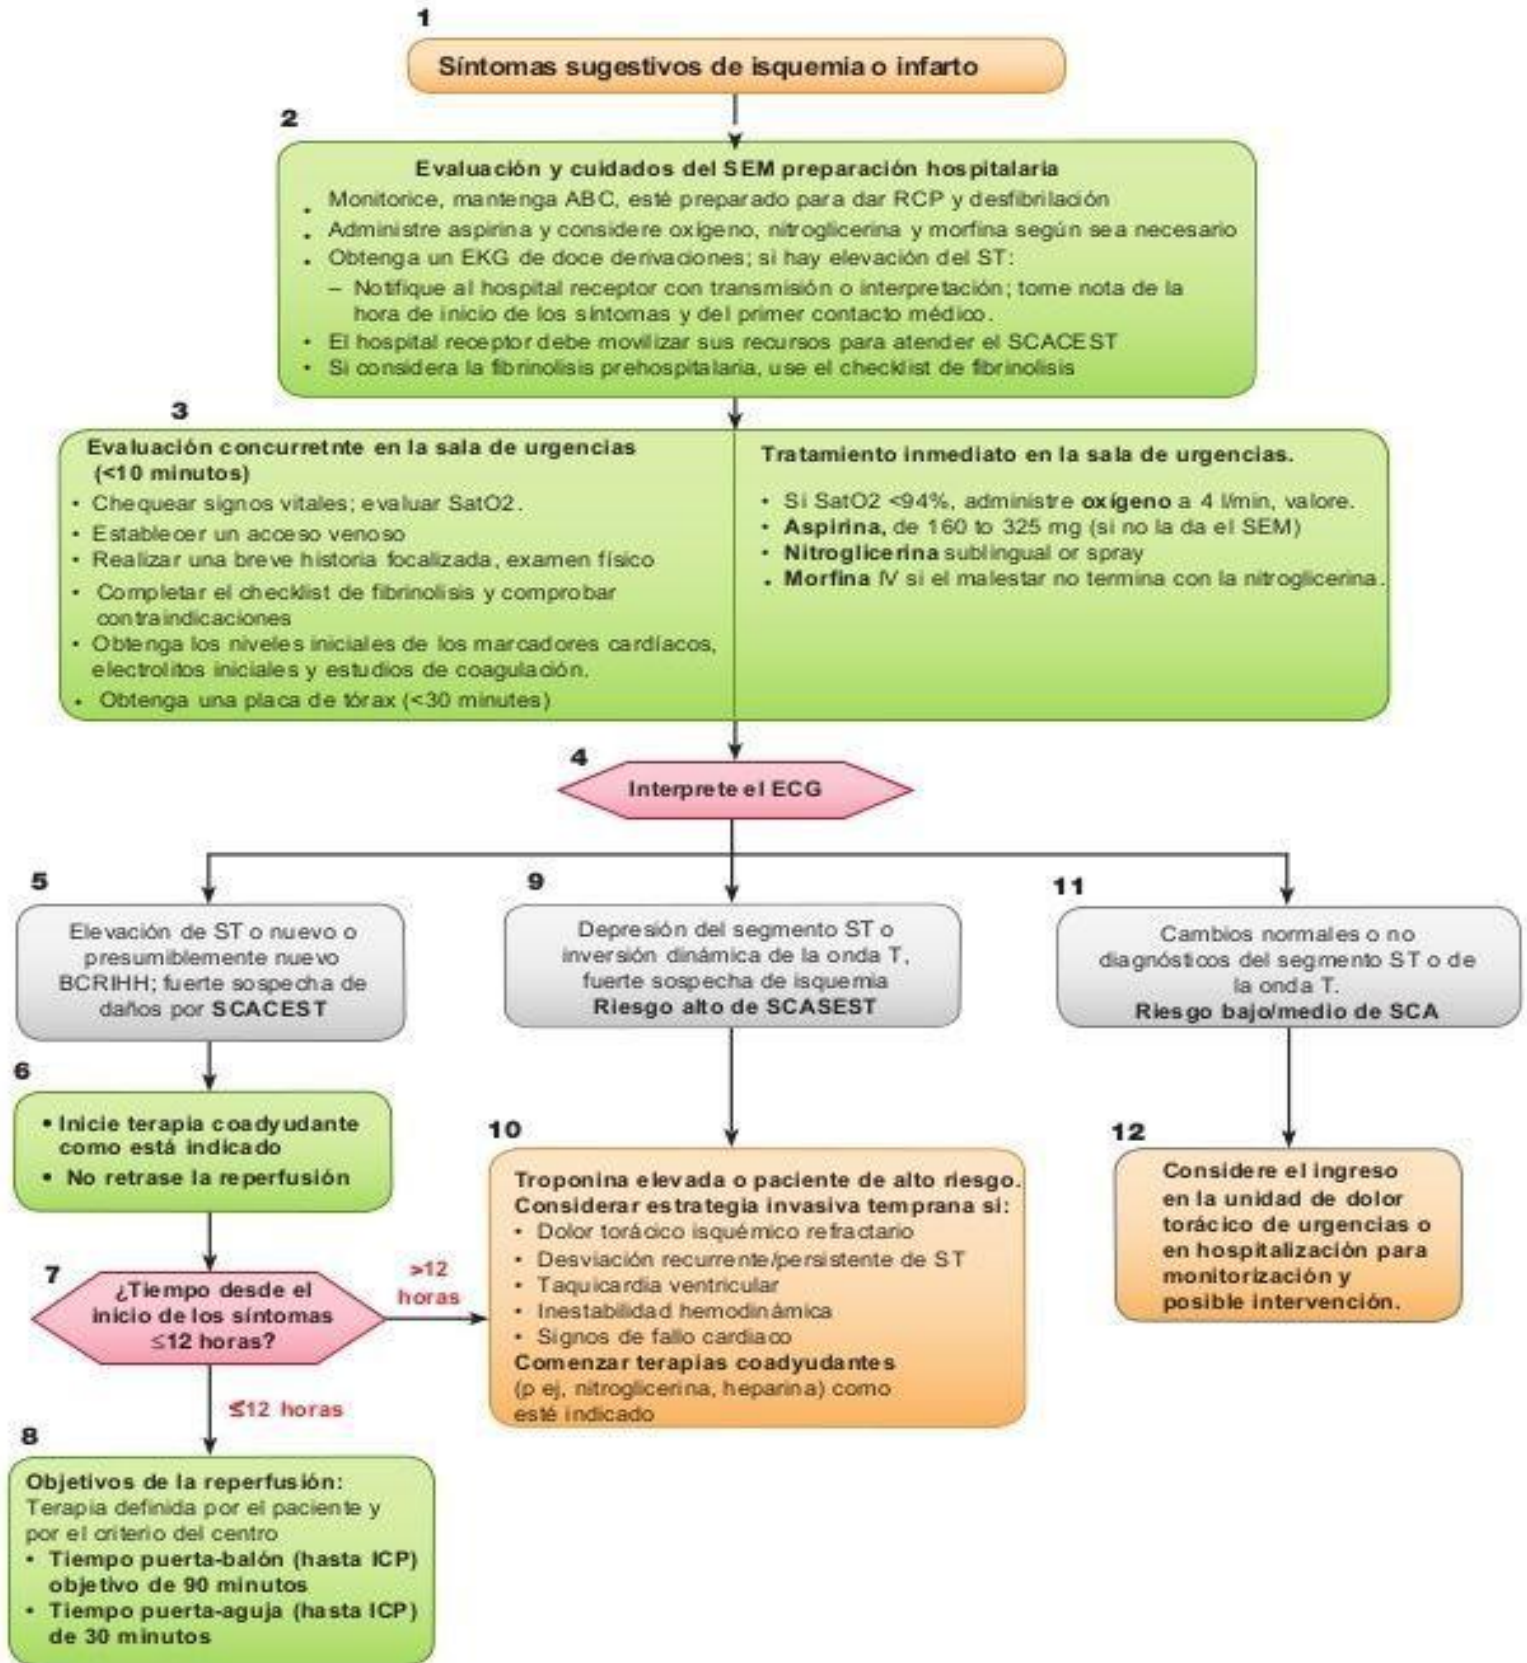 1
Síntomas sugestivos de isquemia o infarto
2
Evaluación y cuidados del SEM preparación hospitalaria
Monitorice, mantenga ABC, esté preparado para dar RCP y desfibrilación
• Administre aspirina y considere oxígeno, nitroglicerina y morfina según sea necesario
• Obtenga un EKG de doce derivaciones; si hay elevación del ST:
– Notifique al hospital receptor con transmisión o interpretación; tome nota de la
hora de inicio de los síntomas y del primer contacto médico.
• El hospital receptor debe movilizar sus recursos para atender el SCACEST
• Si considera la fibrinolisis prehospitalaria, use el checklist de fibrinolisis
3
Evaluación concurretnte en la sala de urgencias
(<10 minutos)
• Chequear signos vitales; evaluar SatO2.
• Establecer un acceso venoso
• Realizar una breve historia focalizada, examen físico
• Completar el checklist de fibrinolisis y comprobar
contraindicaciones
• Obtenga los niveles iniciales de los marcadores cardíacos,
electrolitos iniciales y estudios de coagulación.
• Obtenga una placa de tórax (<30 minutes)
Tratamiento inmediato en la sala de urgencias.
• Si SatO2 <94%, administre oxígeno a 4 l/min, valore.
• Aspirina, de 160 to 325 mg (si no la da el SEM)
• Nitroglicerina sublingual or spray
• Morfina IV si el malestar no termina con la nitroglicerina.
4
Interprete el ECG
5
Elevación de ST o nuevo o
presumiblemente nuevo
BCRIHH; fuerte sospecha de
daños por SCACEST
9
Depresión del segmento ST o
inversión dinámica de la onda T,
fuerte sospecha de isquemia
Riesgo alto de SCASEST
11
Cambios normales o no
diagnósticos del segmento ST o de
la onda T.
Riesgo bajo/medio de SCA
6
• Inicie terapia coadyudante
como está indicado
• No retrase la reperfusión
7
¿Tiempo desde el
inicio de los síntomas
≤12 horas?
>12
horas
≤12 horas
8
Objetivos de la reperfusión:
Terapia definida por el paciente y
por el criterio del centro
• Tiempo puerta-balón (hasta ICP)
objetivo de 90 minutos
• Tiempo puerta-aguja (hasta ICP)
de 30 minutos
10
Troponina elevada o paciente de alto riesgo.
Considerar estrategia invasiva temprana si:
• Dolor torácico isquémico refractario
• Desviación recurrente/persistente de ST
• Taquicardia ventricular
• Inestabilidad hemodinámica
• Signos de fallo cardiaco
Comenzar terapias coadyudantes
(p ej, nitroglicerina, heparina) como
esté indicado
12
Considere el ingreso
en la unidad de dolor
torácico de urgencias o
en hospitalización para
monitorización y
posible intervención.